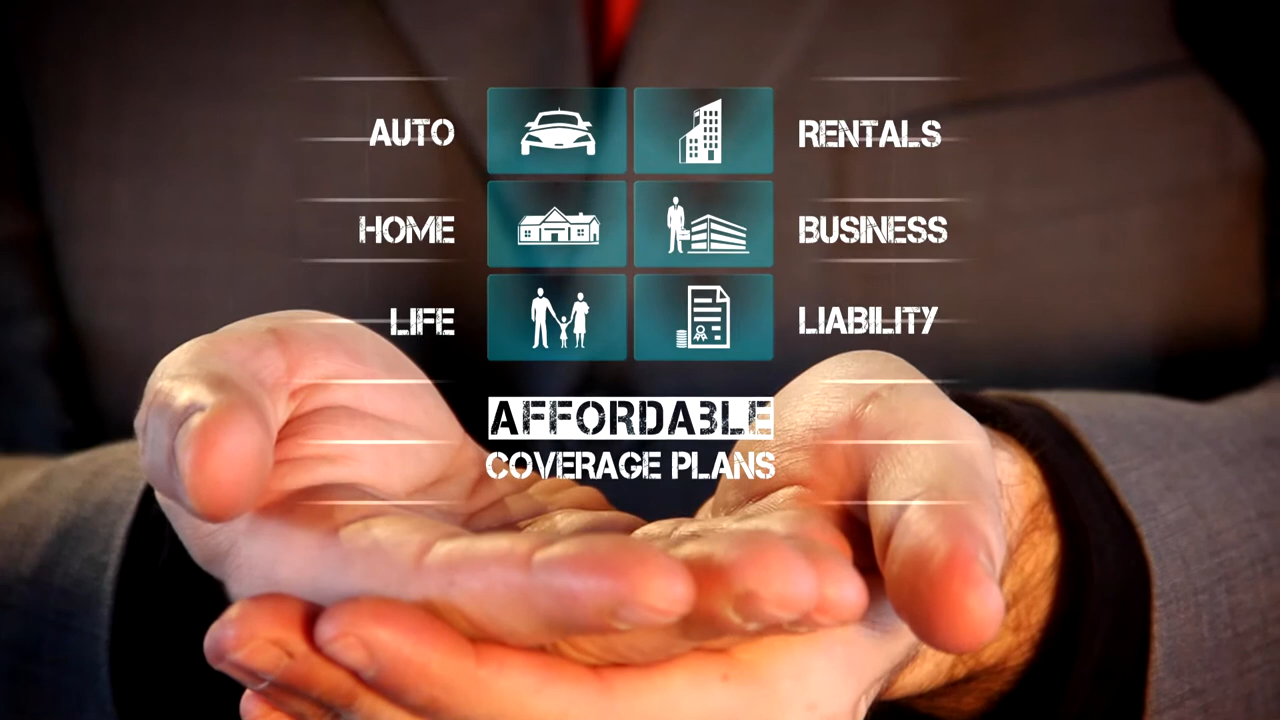 AUTO
RENTALS
HOME
BUSINESS
LIFE
LIABILITY
AFFORDABLE
COVERAGE PLANS